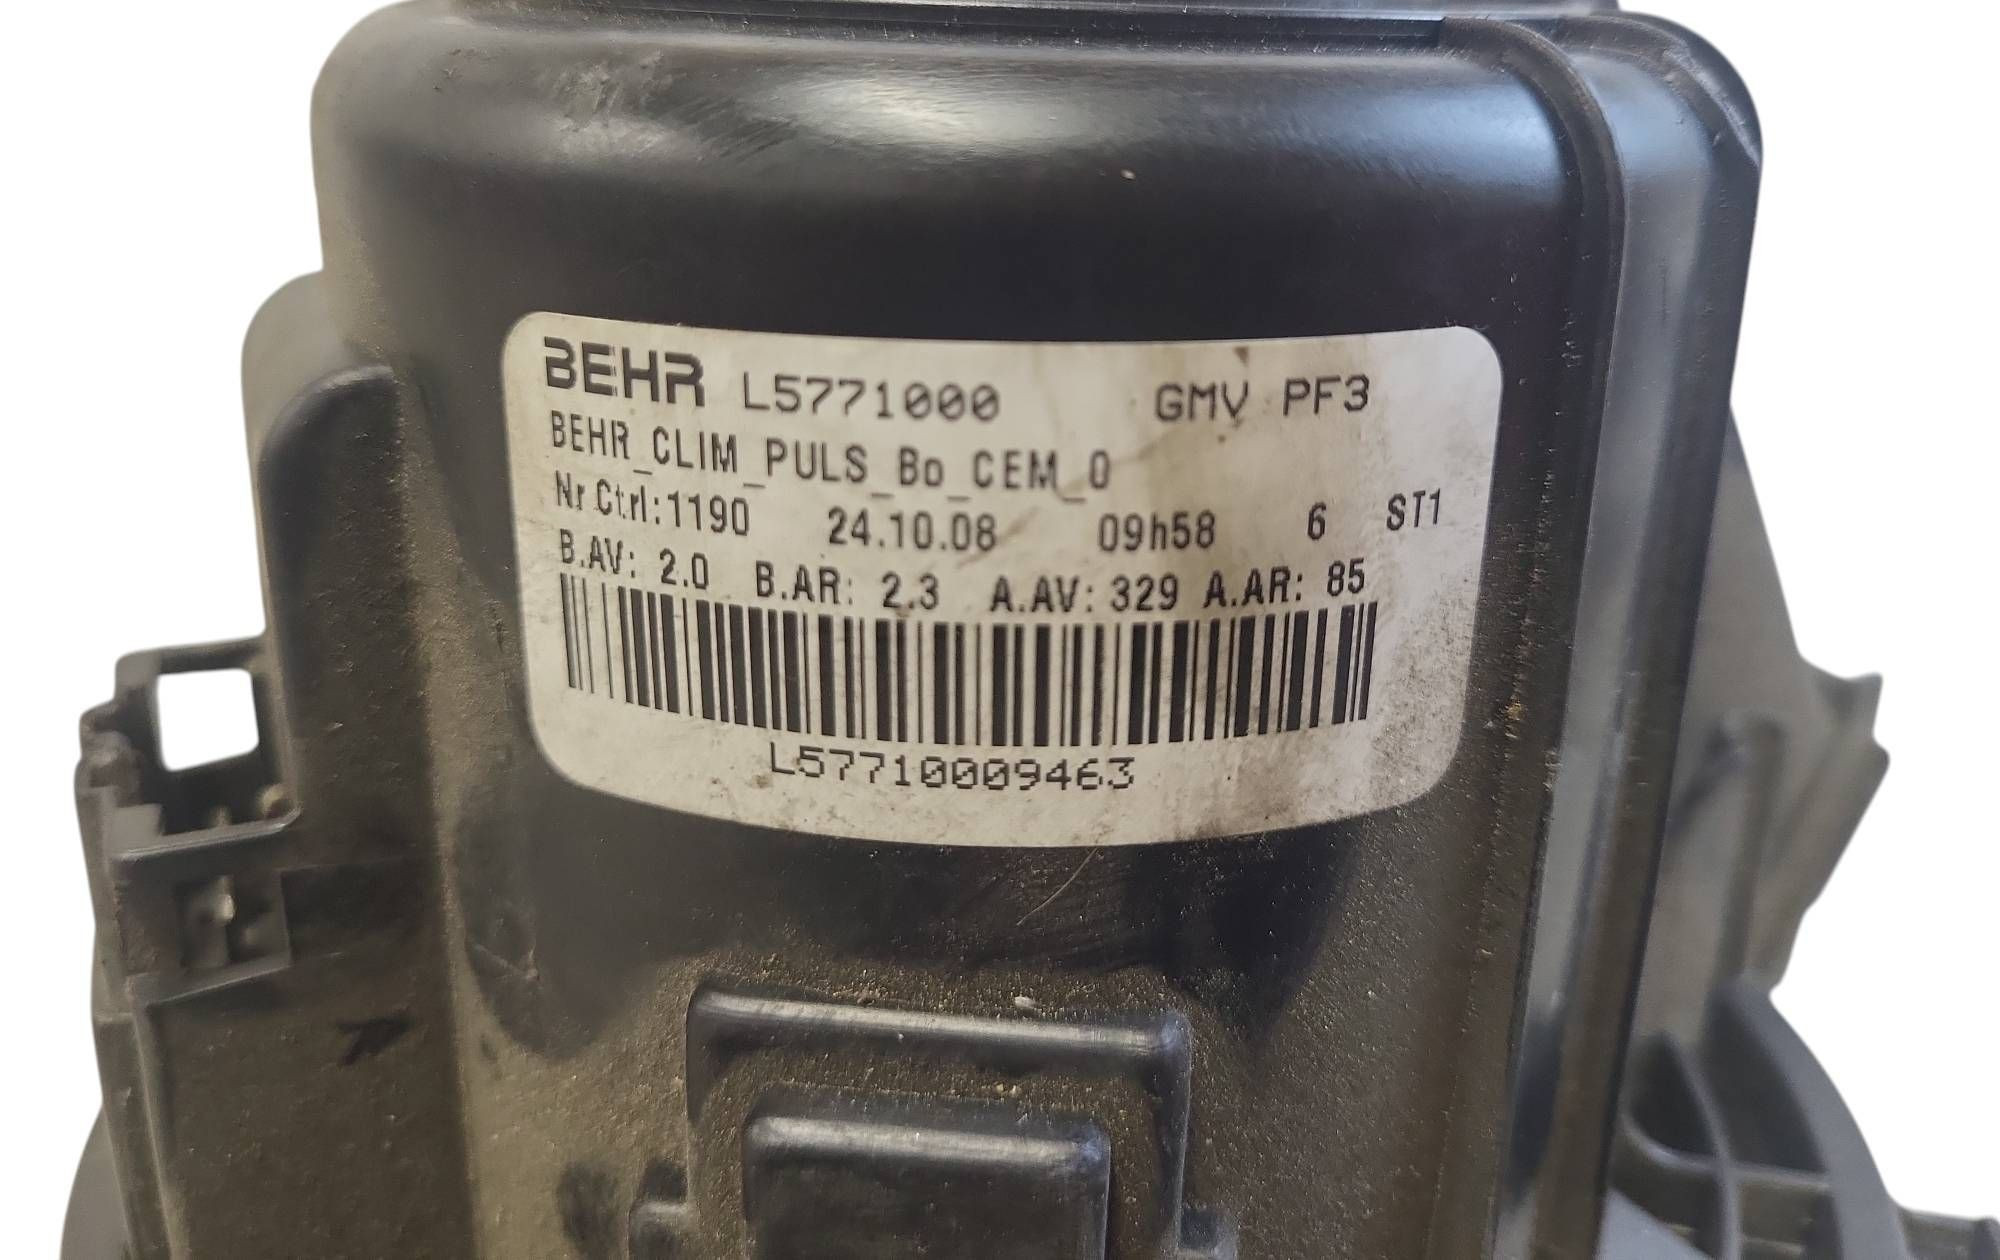 BEHR L5771000 GMV PF3
BEHR_CLIM_PULS_Bo_CEM_0
Nr Ctrl:1190 24.10.08 09h58 6 ST1
B.AV: 2.0 B.AR: 2.3 A.AV: 329 A.AR: 85
L57710009463